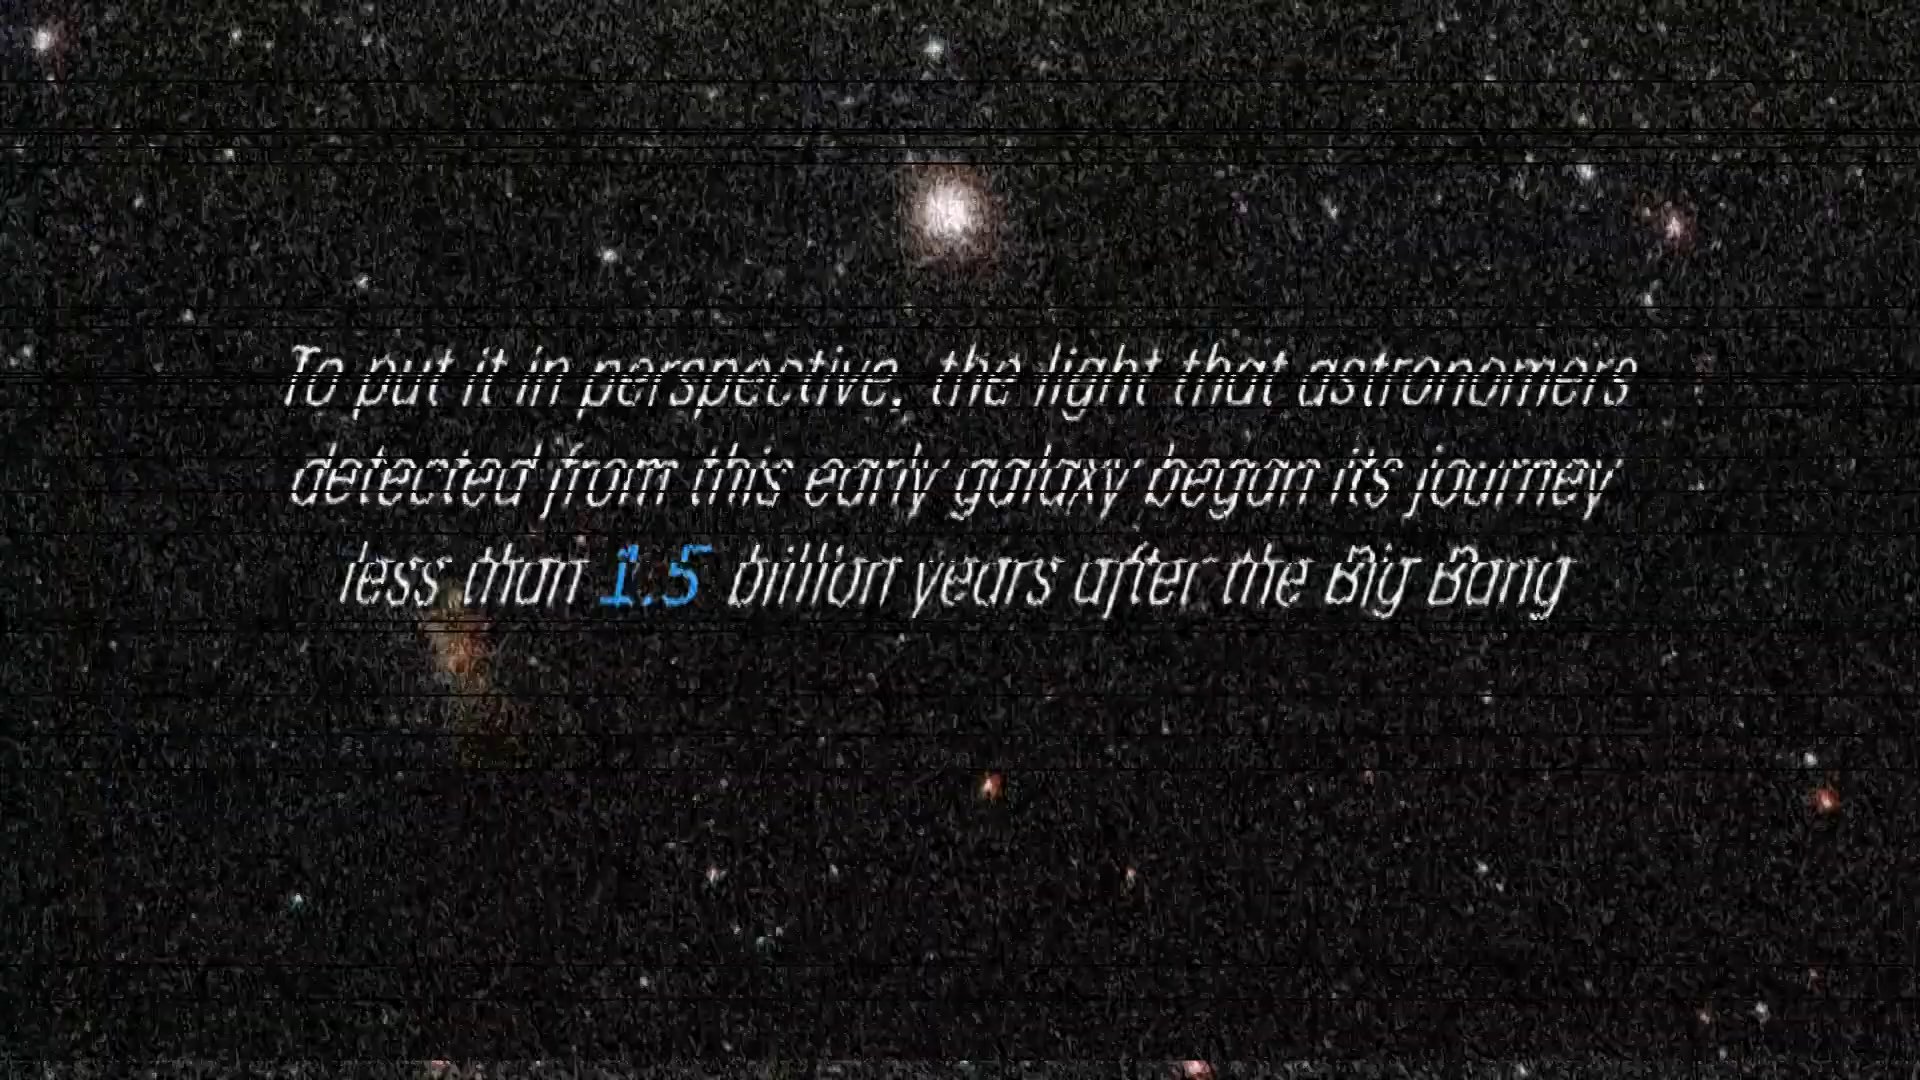 To put it in perspective, the light that astronomers
detected from this early galaxy began its journey
less than 1.5 billion years after the Big Bang